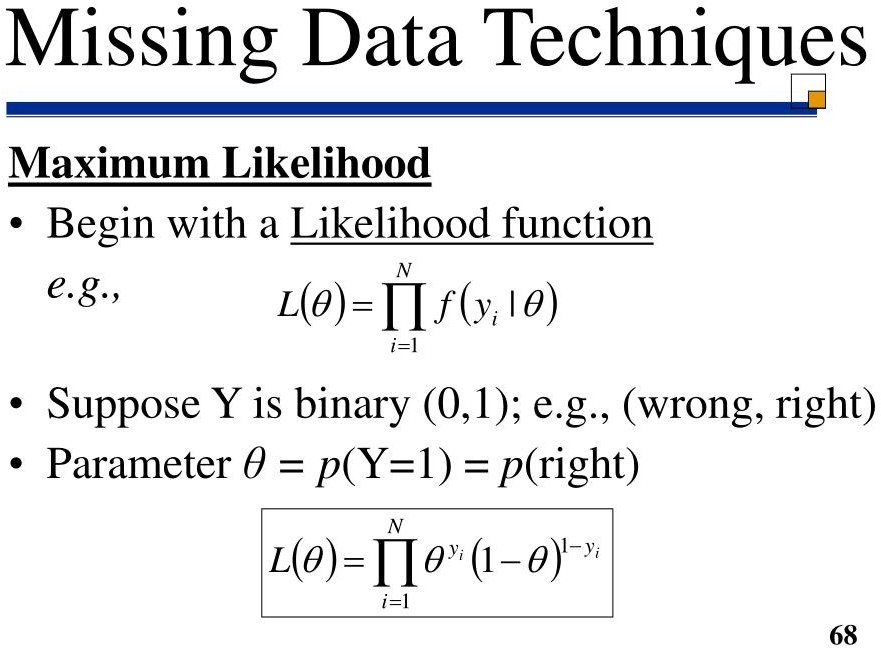 Missing Data Techniques
Maximum Likelihood
• Begin with a Likelihood function
e.g., L(θ) = ∏_{i=1}^{N} f(y_i | θ)
• Suppose Y is binary (0,1); e.g., (wrong, right)
• Parameter θ = p(Y=1) = p(right)
L(θ) = ∏_{i=1}^{N} θ^{y_i} (1 − θ)^{1− y_i}
68